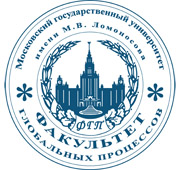 Московский государственный университет
имени М.В. Ломоносова
ФГП
ФАКУЛЬТЕТ
ГЛОБАЛЬНЫХ ПРОЦЕССОВ